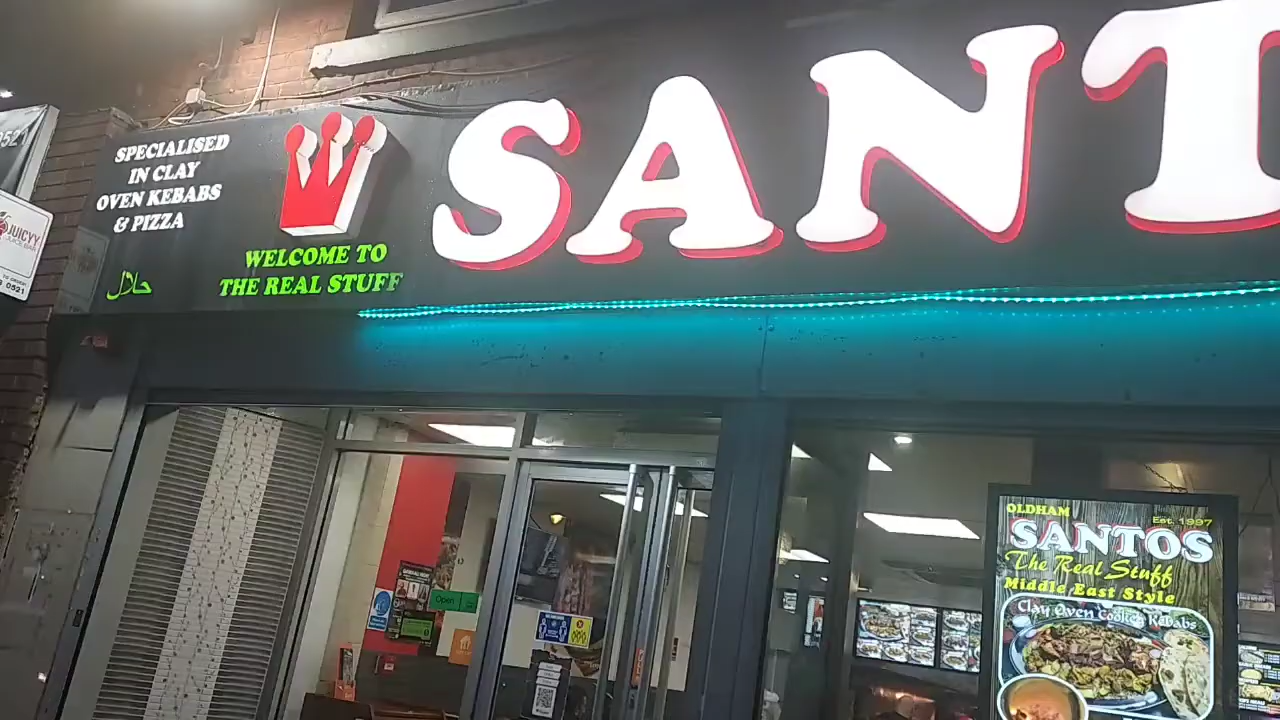 SPECIALISED
IN CLAY
OVEN KEBABS
& PIZZA
حلال
WELCOME TO
THE REAL STUFF
SANT
JUICYY
0521
Open
OLDHAM
Est. 1997
SANTOS
The Real Stuff
Middle East Style
Clay Oven Cooked Kebabs